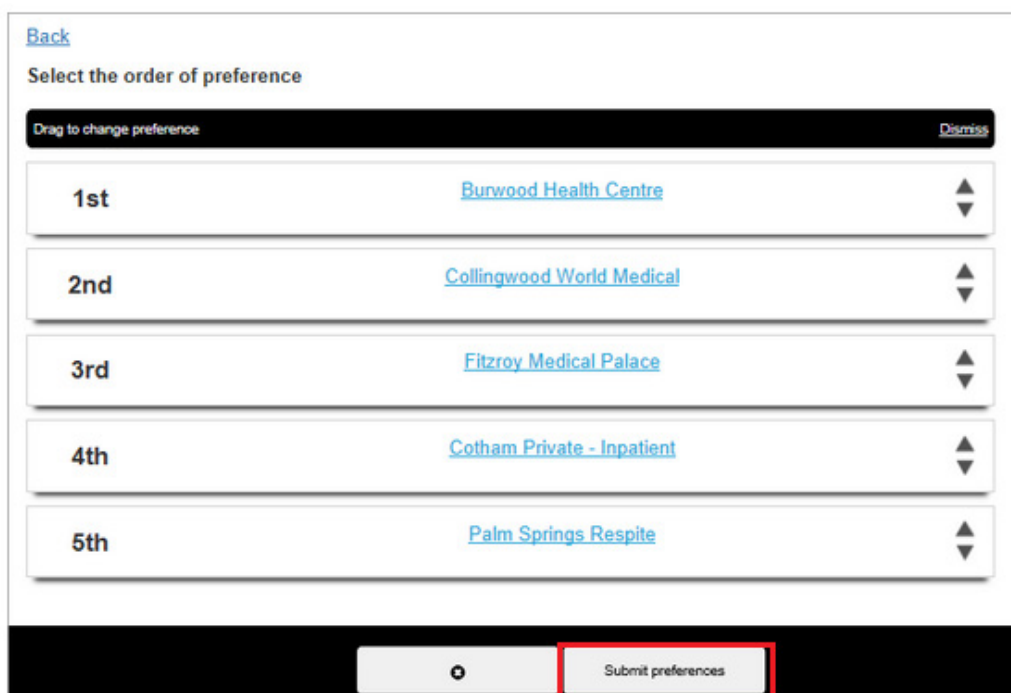 Back
Select the order of preference
Drag to change preference Dismiss
1st Burwood Health Centre
2nd Collingwood World Medical
3rd Fitzroy Medical Palace
4th Cotham Private - Inpatient
5th Palm Springs Respite
Submit preferences